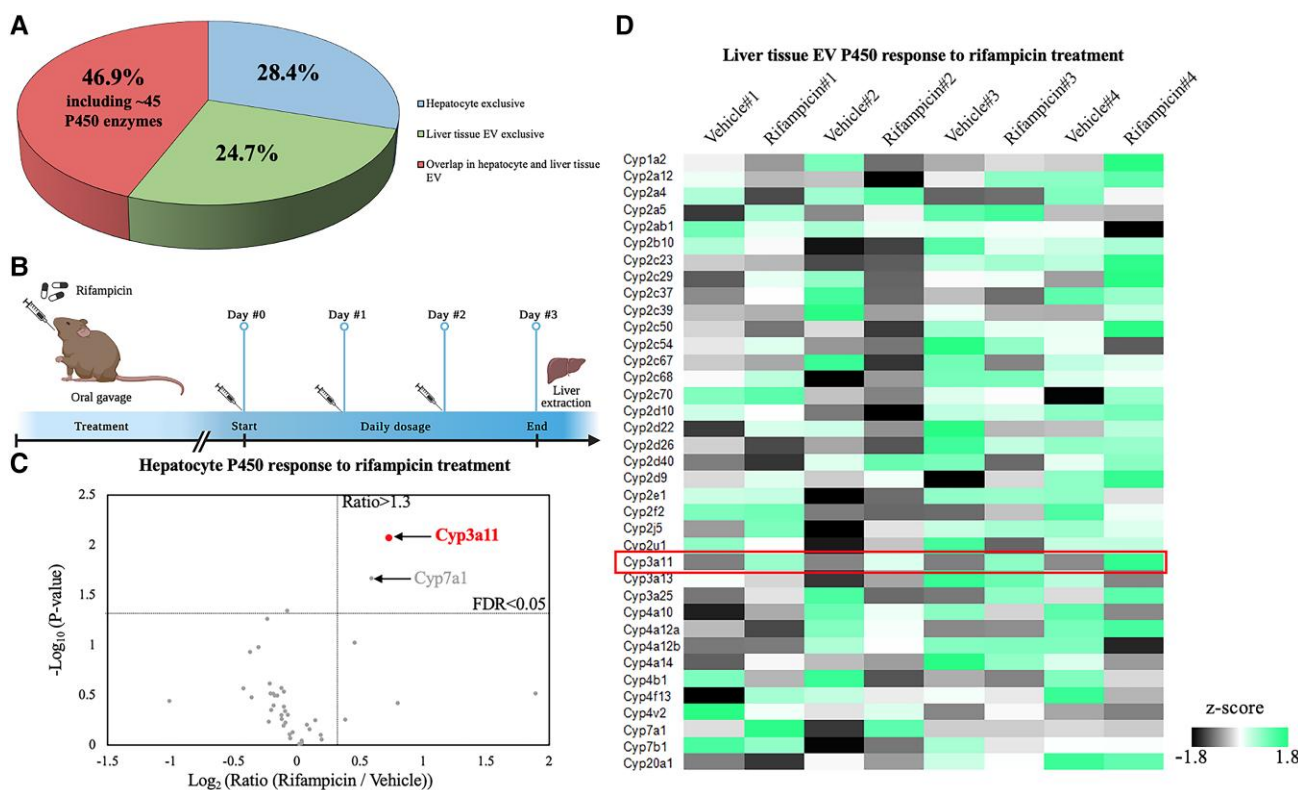 A
46.9%
including ~45
P450 enzymes
28.4%
24.7%
Hepatocyte exclusive
Liver tissue EV exclusive
Overlap in hepatocyte and liver tissue
EV
B
Rifampicin
Oral gavage
Day #0
Day #1
Day #2
Day #3
Liver
extraction
Treatment
Start
Daily dosage
End
C
Hepatocyte P450 response to rifampicin treatment
Ratio>1.3
Cyp3a11
Cyp7a1
FDR<0.05
2.5
2
1.5
1
0.5
0
-Log10 (P-value)
-1.5 -1 -0.5 0 0.5 1 1.5 2
Log2 (Ratio (Rifampicin / Vehicle))
D
Liver tissue EV P450 response to rifampicin treatment
Vehicle#1
Rifampicin#1
Vehicle#2
Rifampicin#2
Vehicle#3
Rifampicin#3
Vehicle#4
Rifampicin#4
Cyp1a2
Cyp2a12
Cyp2a4
Cyp2a5
Cyp2ab1
Cyp2b10
Cyp2c23
Cyp2c29
Cyp2c37
Cyp2c39
Cyp2c50
Cyp2c54
Cyp2c67
Cyp2c68
Cyp2c70
Cyp2d10
Cyp2d22
Cyp2d26
Cyp2d40
Cyp2d9
Cyp2e1
Cyp2f2
Cyp2j5
Cyp2u1
Cyp3a11
Cyp3a13
Cyp3a25
Cyp4a10
Cyp4a12a
Cyp4a12b
Cyp4a14
Cyp4b1
Cyp4f13
Cyp4v2
Cyp7a1
Cyp7b1
Cyp20a1
z-score
-1.8 1.8